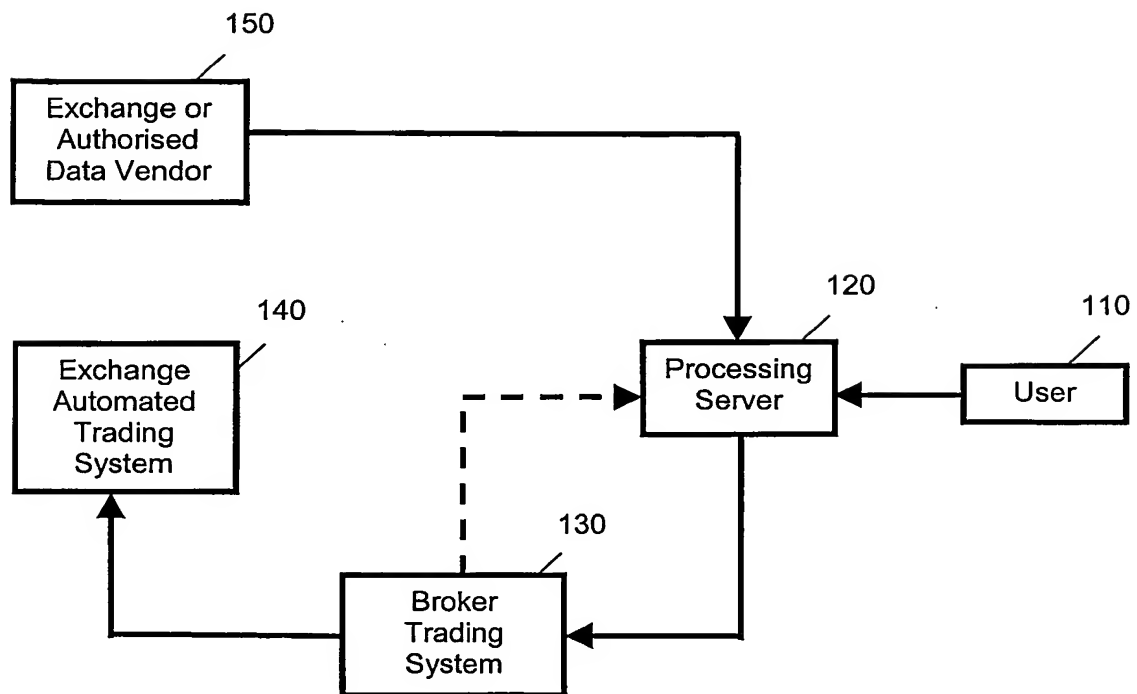 150
Exchange or
Authorised
Data Vendor
140
Exchange
Automated
Trading
System
120
Processing
Server
110
User
130
Broker
Trading
System